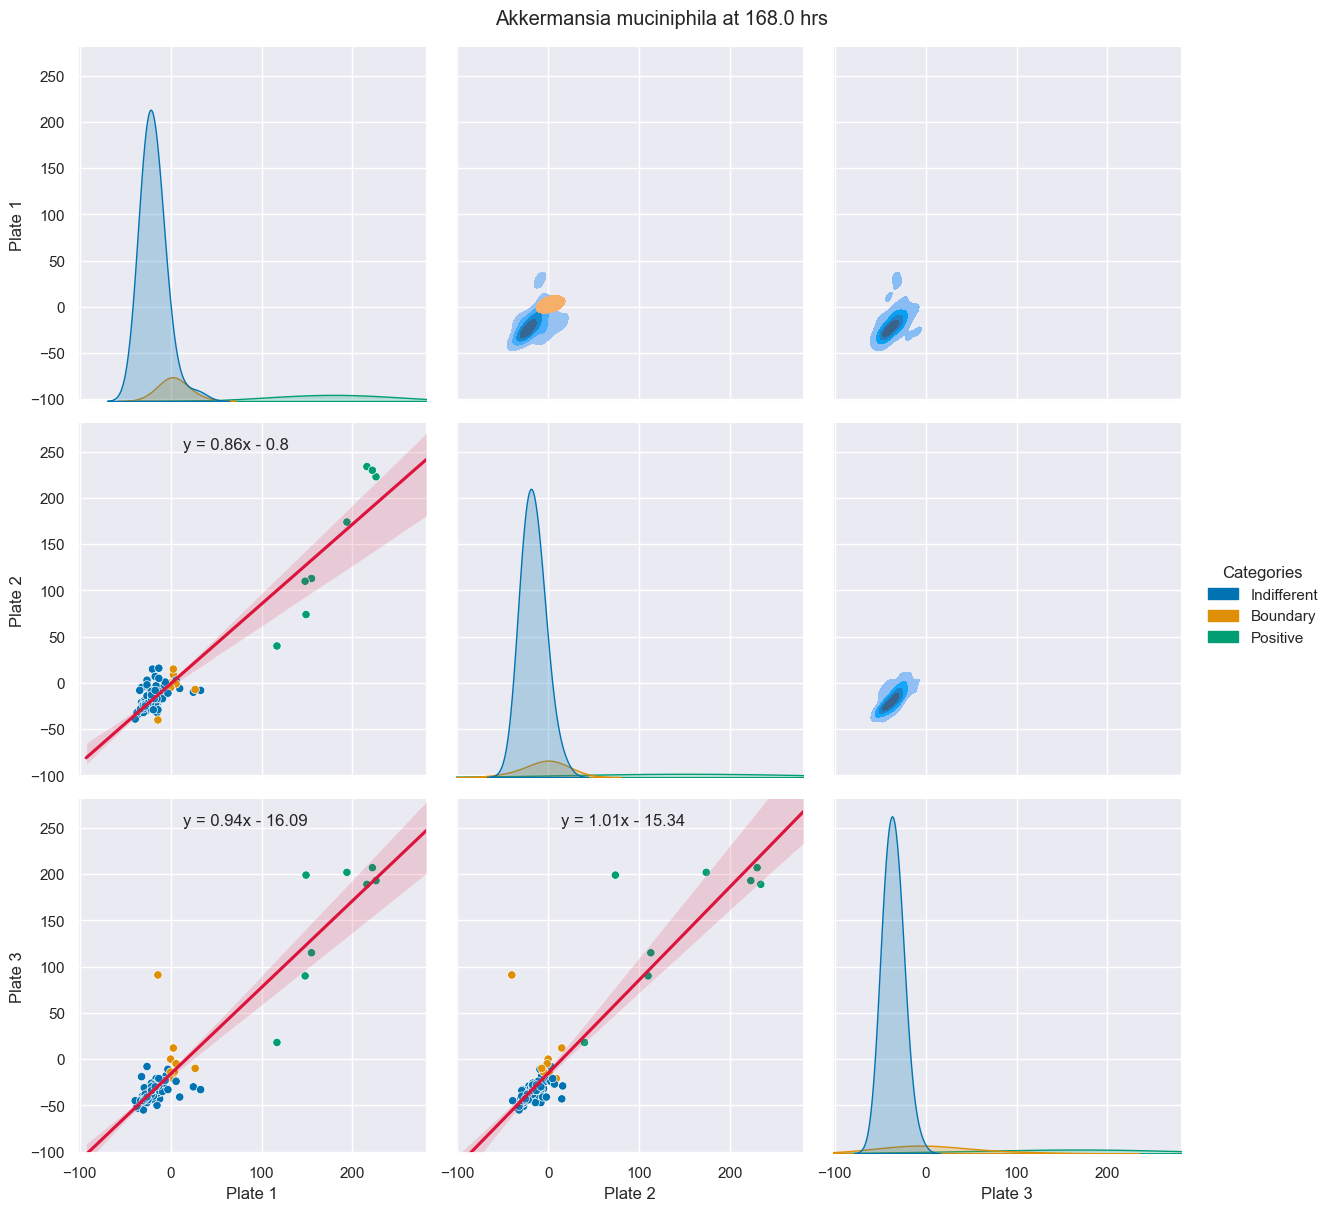 Akkermansia muciniphila at 168.0 hrs
250
200
150
100
50
0
−50
−100
Plate 1
−100 0 100 200
−100 0 100 200
−100 0 100 200
y = 0.86x - 0.8
250
200
150
100
50
0
−50
−100
Plate 2
Categories
Indifferent
Boundary
Positive
y = 0.94x - 16.09
y = 1.01x - 15.34
250
200
150
100
50
0
−50
−100
Plate 3
Plate 1
Plate 2
Plate 3